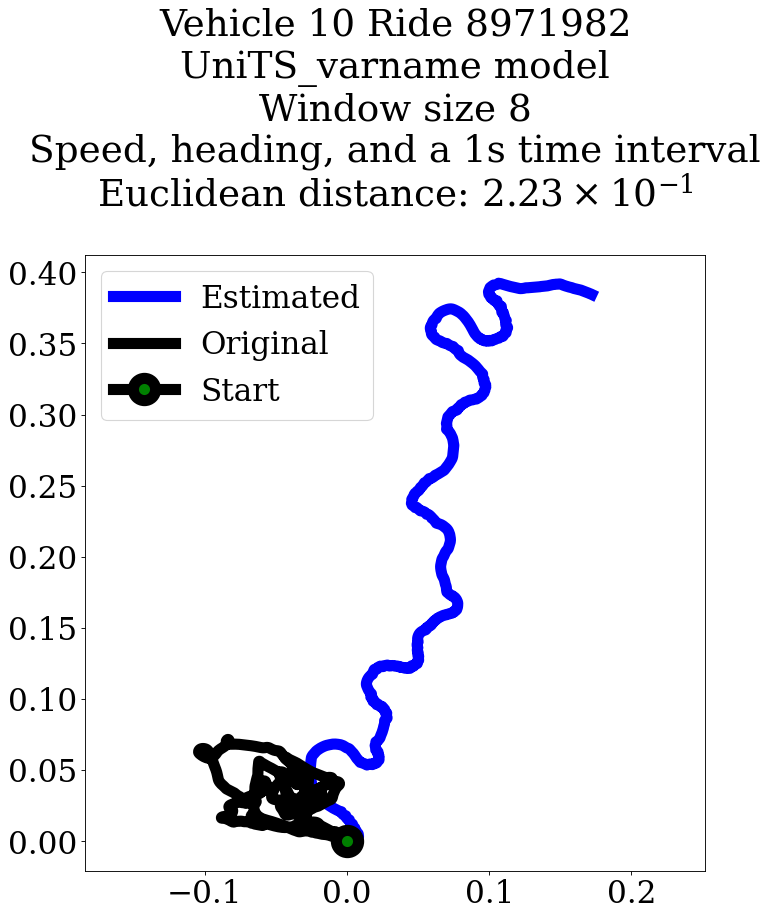 Vehicle 10 Ride 8971982
UniTS_varname model
Window size 8
Speed, heading, and a 1s time interval
Euclidean distance: 2.23 × 10⁻¹
0.40
0.35
0.30
0.25
0.20
0.15
0.10
0.05
0.00
Estimated
Original
Start
−0.1 0.0 0.1 0.2